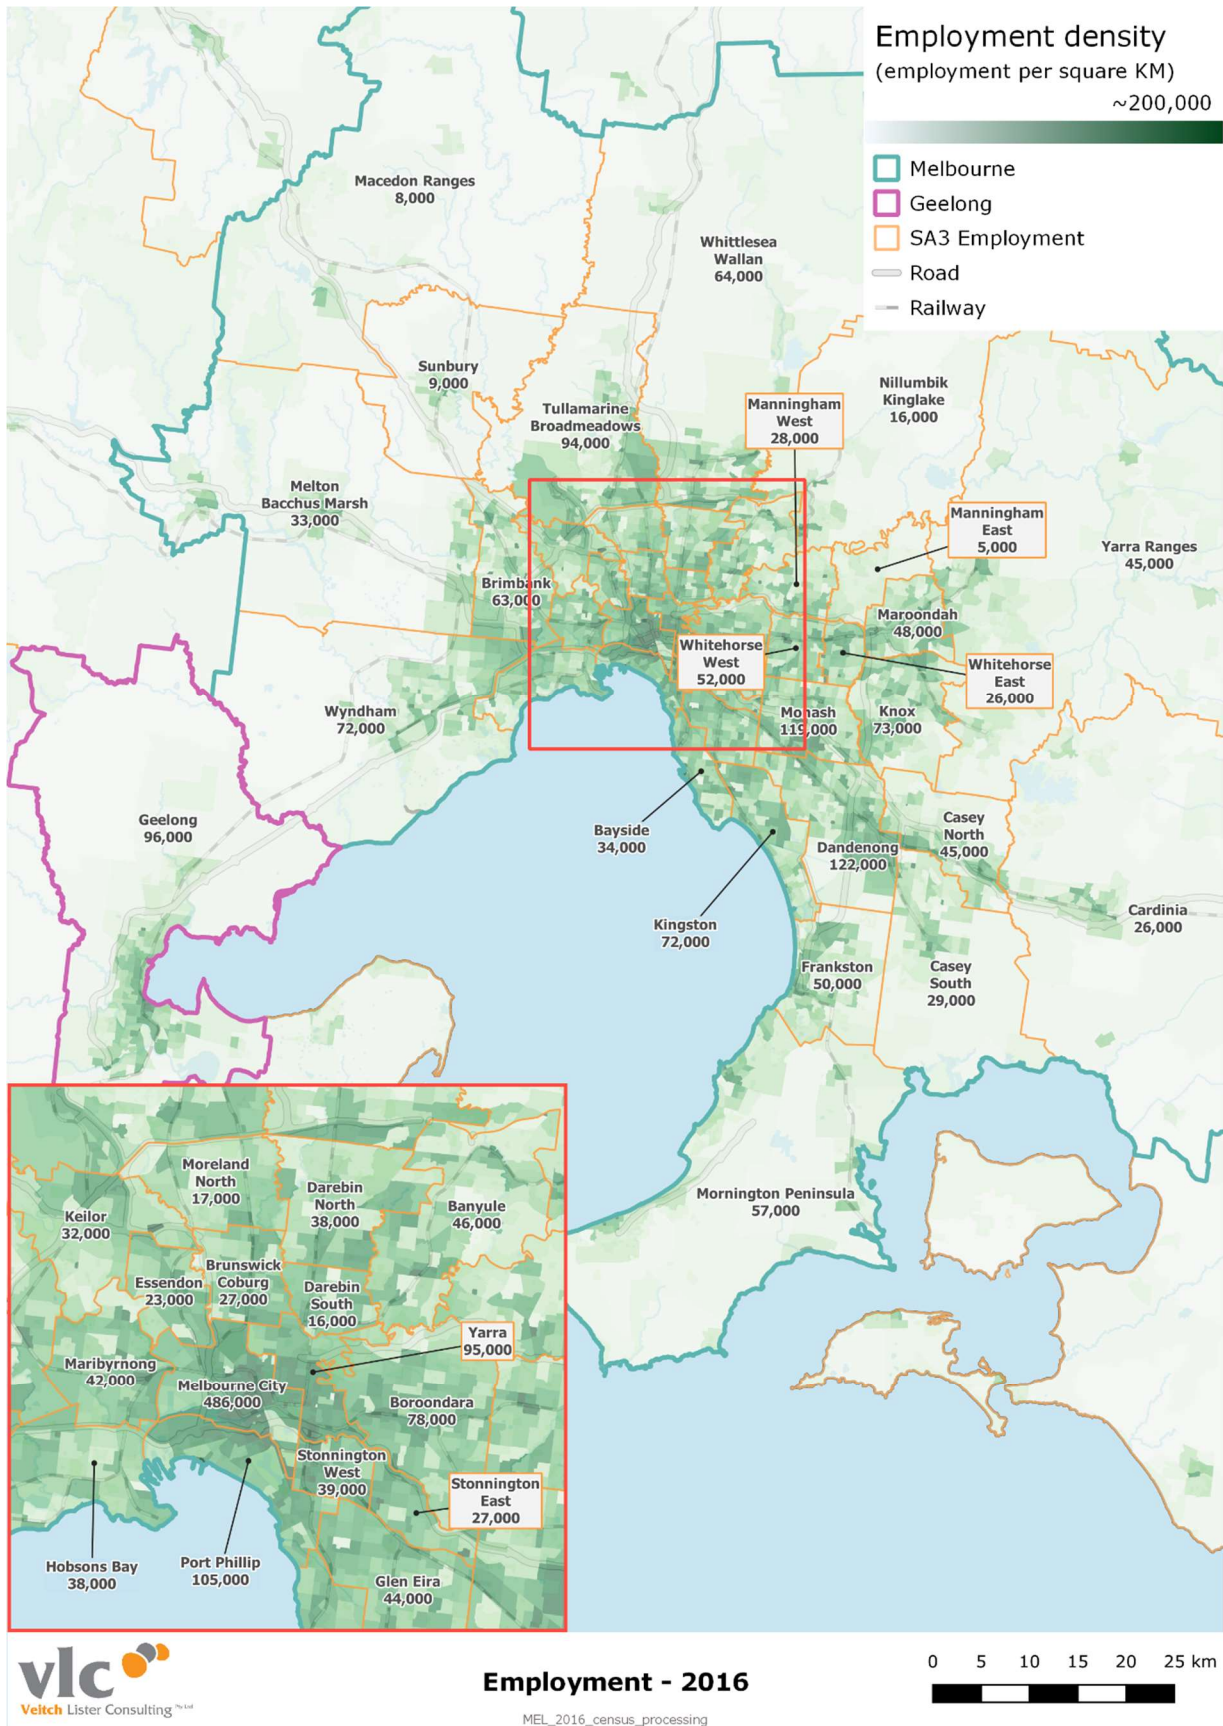 Employment density
(employment per square KM)
~200,000
Melbourne
Geelong
SA3 Employment
Road
Railway
Macedon Ranges
8,000
Whittlesea
Wallan
64,000
Sunbury
9,000
Tullamarine
Broadmeadows
94,000
Manningham
West
28,000
Nillumbik
Kinglake
16,000
Melton
Bacchus Marsh
33,000
Manningham
East
5,000
Yarra Ranges
45,000
Brimbank
63,000
Maroondah
48,000
Whitehorse
West
52,000
Whitehorse
East
26,000
Wyndham
72,000
Monash
119,000
Knox
73,000
Geelong
96,000
Bayside
34,000
Casey
North
45,000
Dandenong
122,000
Kingston
72,000
Cardinia
26,000
Frankston
50,000
Casey
South
29,000
Mornington Peninsula
57,000
Moreland
North
17,000
Darebin
North
38,000
Banyule
46,000
Keilor
32,000
Essendon
23,000
Brunswick
Coburg
27,000
Darebin
South
16,000
Yarra
95,000
Maribyrnong
42,000
Melbourne City
486,000
Boroondara
78,000
Stonnington
West
39,000
Stonnington
East
27,000
Hobsons Bay
38,000
Port Phillip
105,000
Glen Eira
44,000
vlc
Veitch Lister Consulting Pty Ltd
Employment - 2016
MEL_2016_census_processing
0 5 10 15 20 25 km